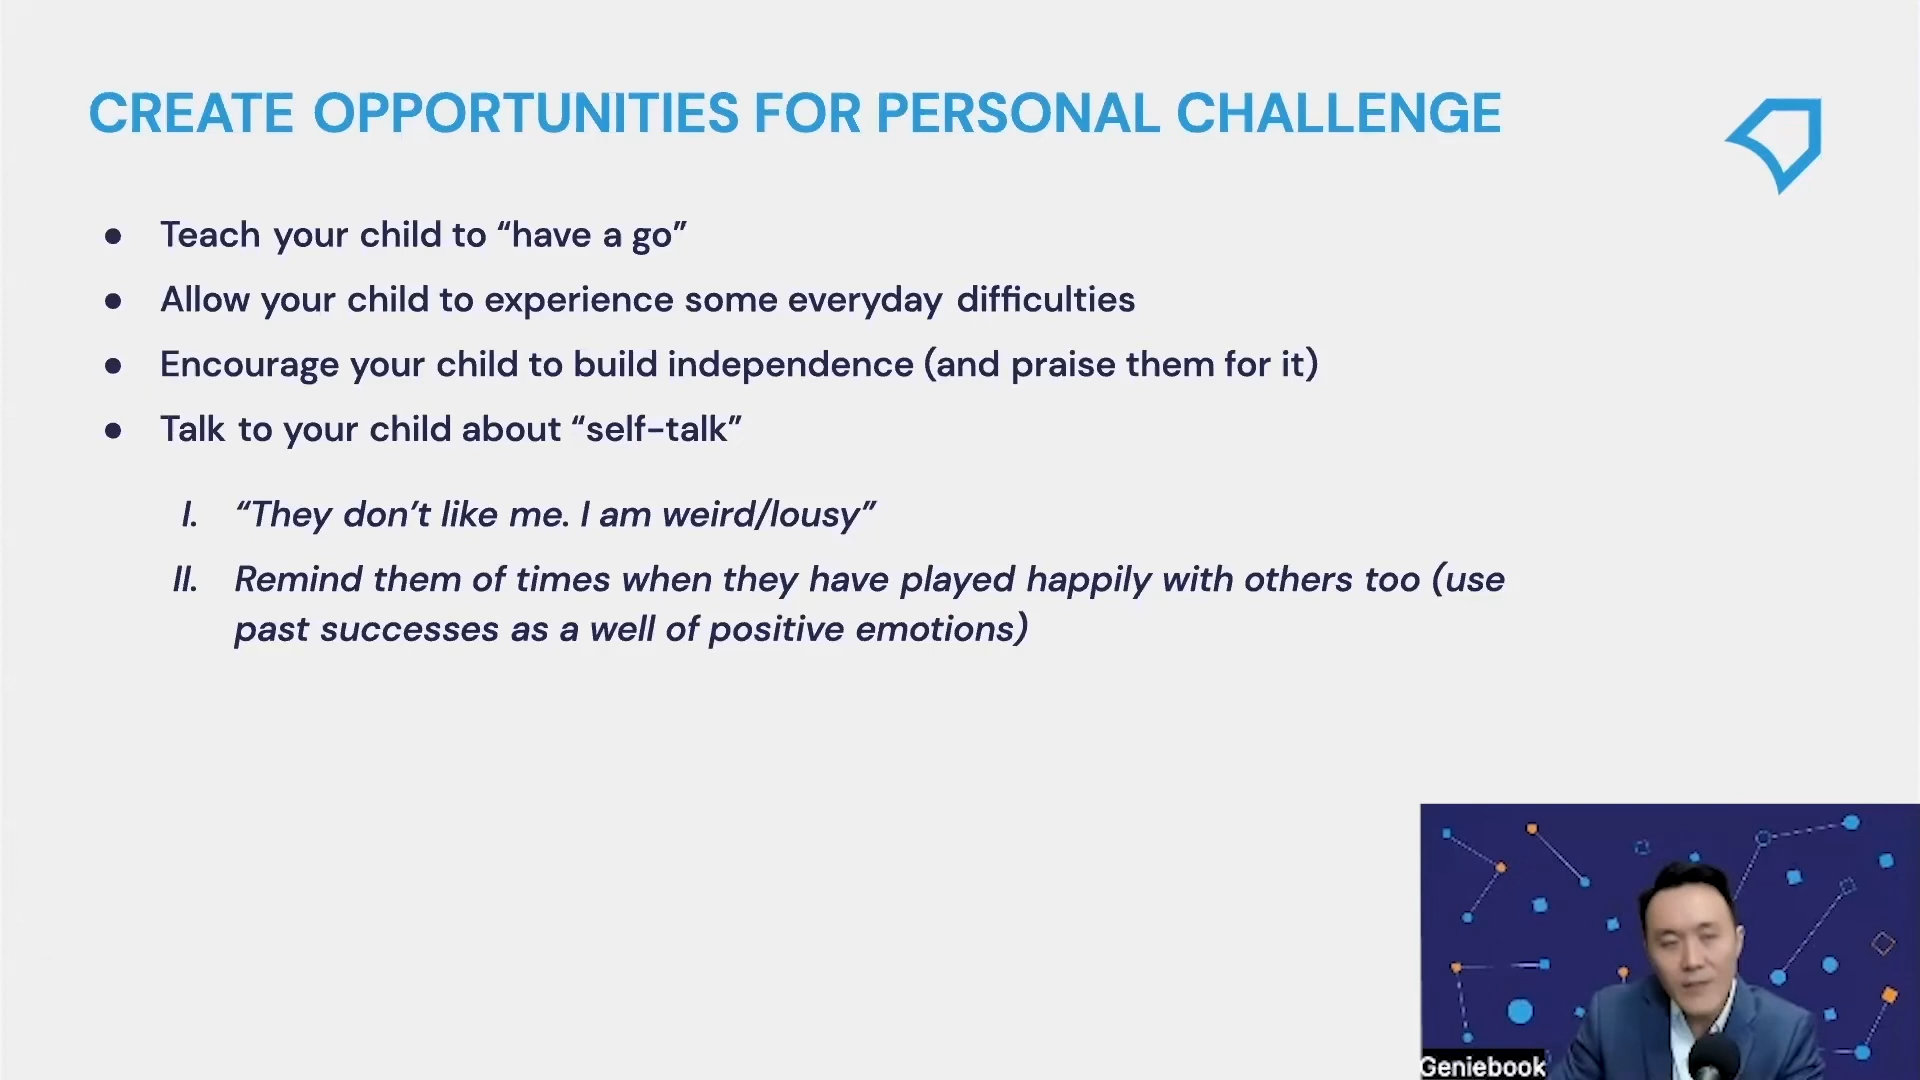 CREATE OPPORTUNITIES FOR PERSONAL CHALLENGE
● Teach your child to “have a go”
● Allow your child to experience some everyday difficulties
● Encourage your child to build independence (and praise them for it)
● Talk to your child about “self-talk”
I. “They don’t like me. I am weird/lousy”
II. Remind them of times when they have played happily with others too (use
past successes as a well of positive emotions)
Geniebook